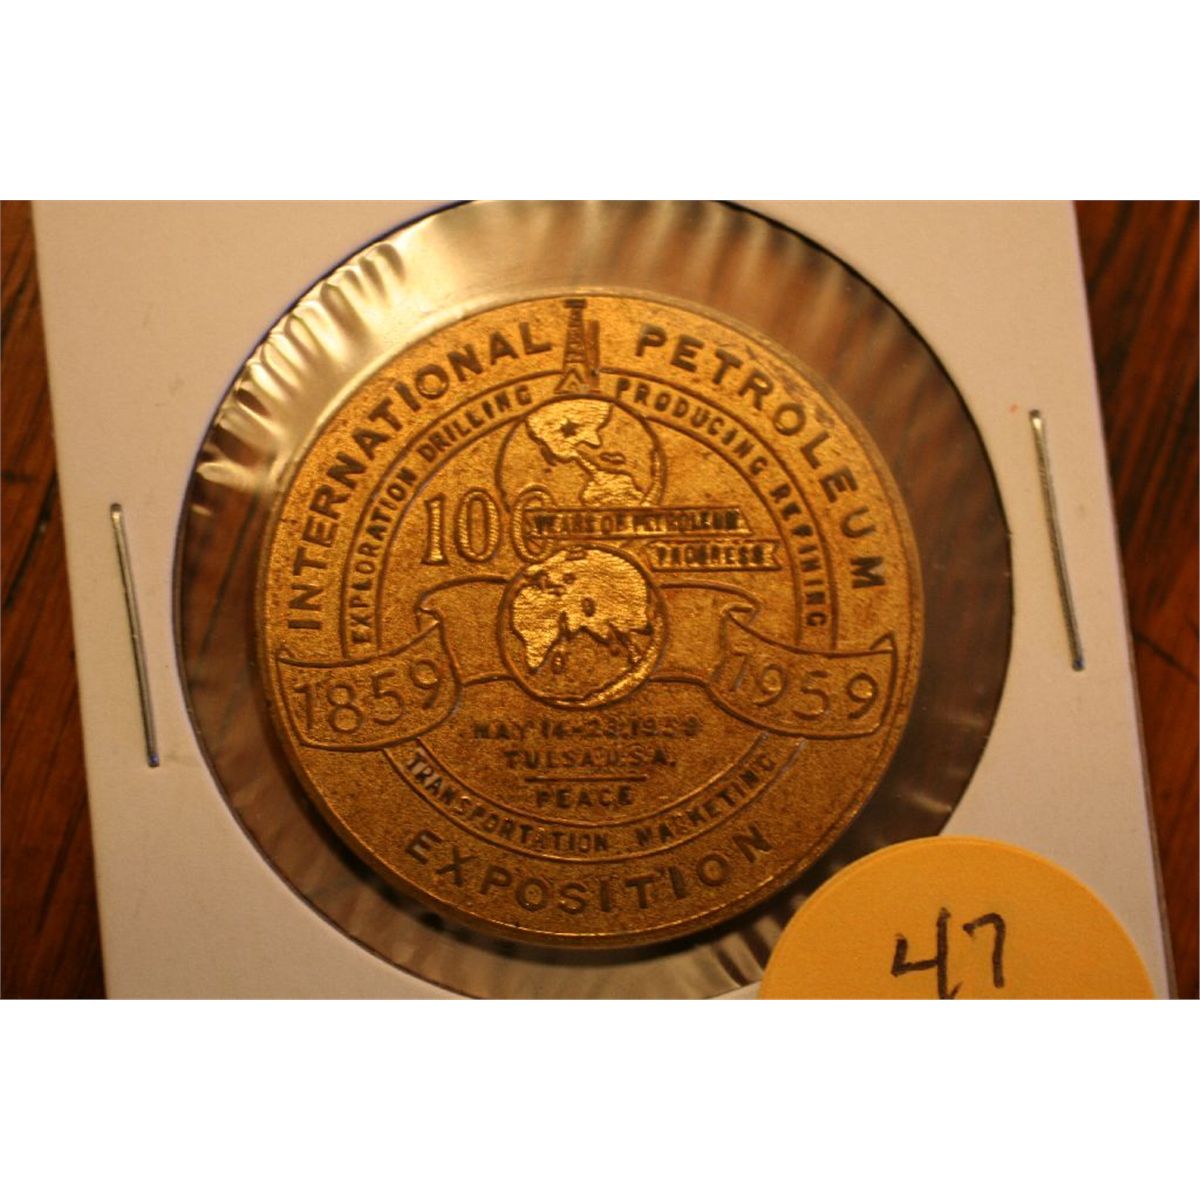 INTERNATIONAL PETROLEUM
EXPLORATION DRILLING PRODUCING REFINING
100 YEARS OF PETROLEUM
PROGRESS
1859 1959
MAY 14-23, 1959
TULSA, U.S.A.
PEACE
TRANSPORTATION MARKETING
EXPOSITION
47